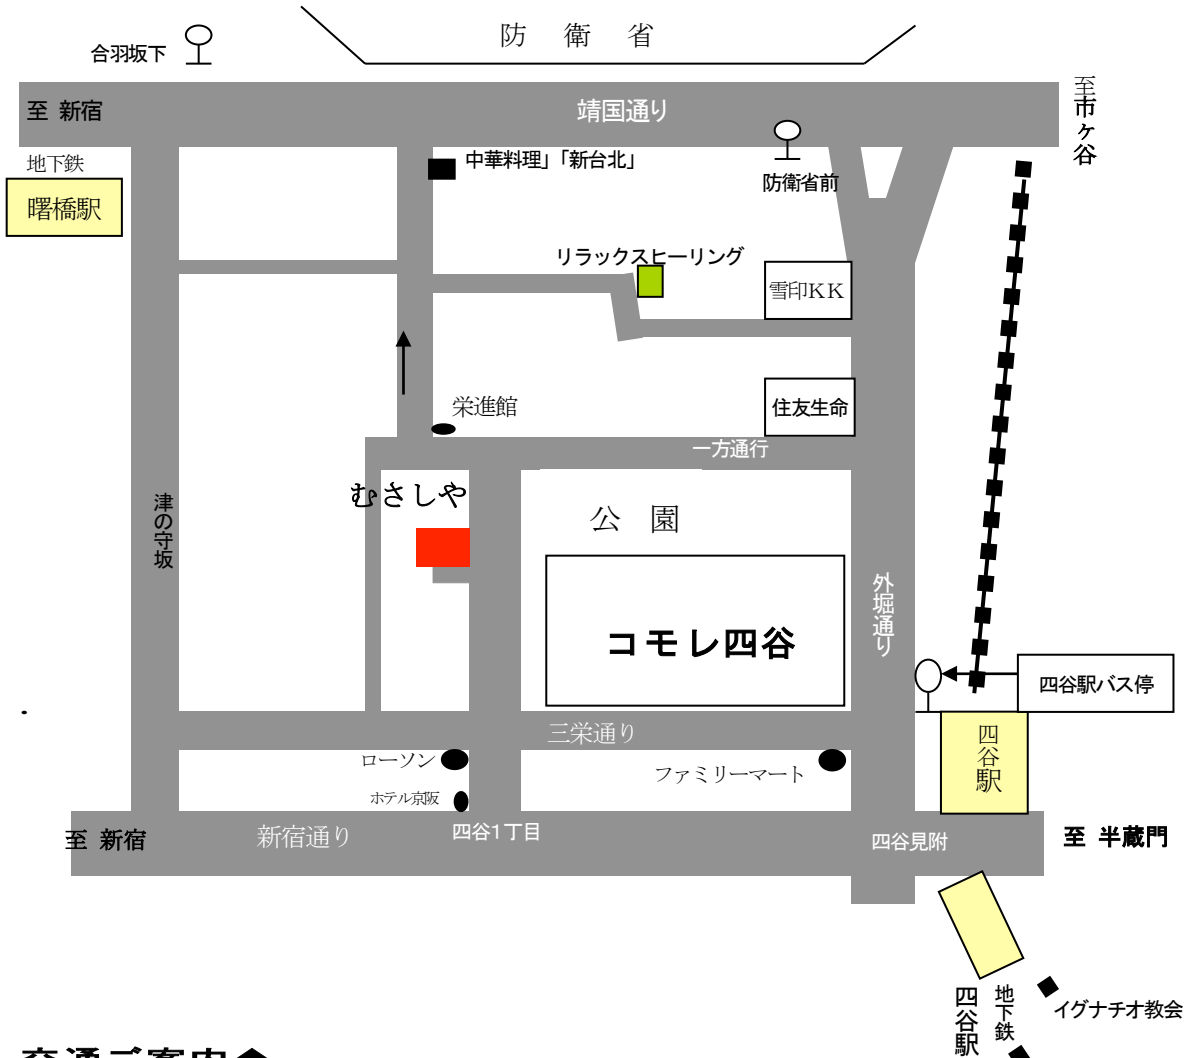 防　衛　省
合羽坂下
至 新宿
靖国通り
至市ケ谷
地下鉄
曙橋駅
中華料理」「新台北」
防衛省前
リラックスヒーリング
雪印ＫＫ
栄進館
住友生命
一方通行
むさしや
公　園
津の守坂
コモレ四谷
外堀通り
四谷駅バス停
三栄通り
四谷駅
ローソン
ファミリーマート
ホテル京阪
至 新宿
新宿通り
四谷1丁目
四谷見附
至 半蔵門
地下鉄
四谷駅
イグナチオ教会
交通ご案内◆